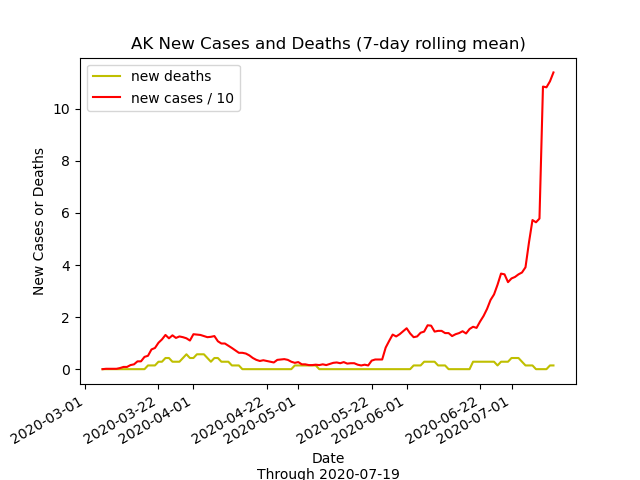 AK New Cases and Deaths (7-day rolling mean)
new deaths
new cases / 10
New Cases or Deaths
10
8
6
4
2
0
2020-03-01
2020-03-22
2020-04-01
2020-04-22
2020-05-01
2020-05-22
2020-06-01
2020-06-22
2020-07-01
Date
Through 2020-07-19